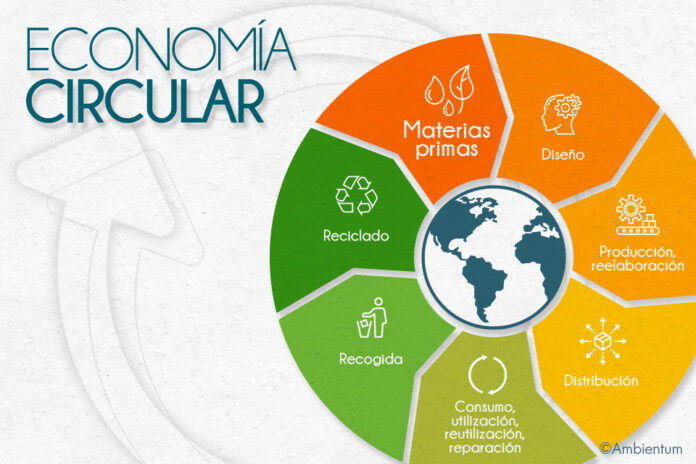 ECONOMÍA
CIRCULAR
Materias
primas
Diseño
Producción,
reelaboración
Distribución
Consumo,
utilización,
reutilización,
reparación
Recogida
Reciclado
©Ambientum